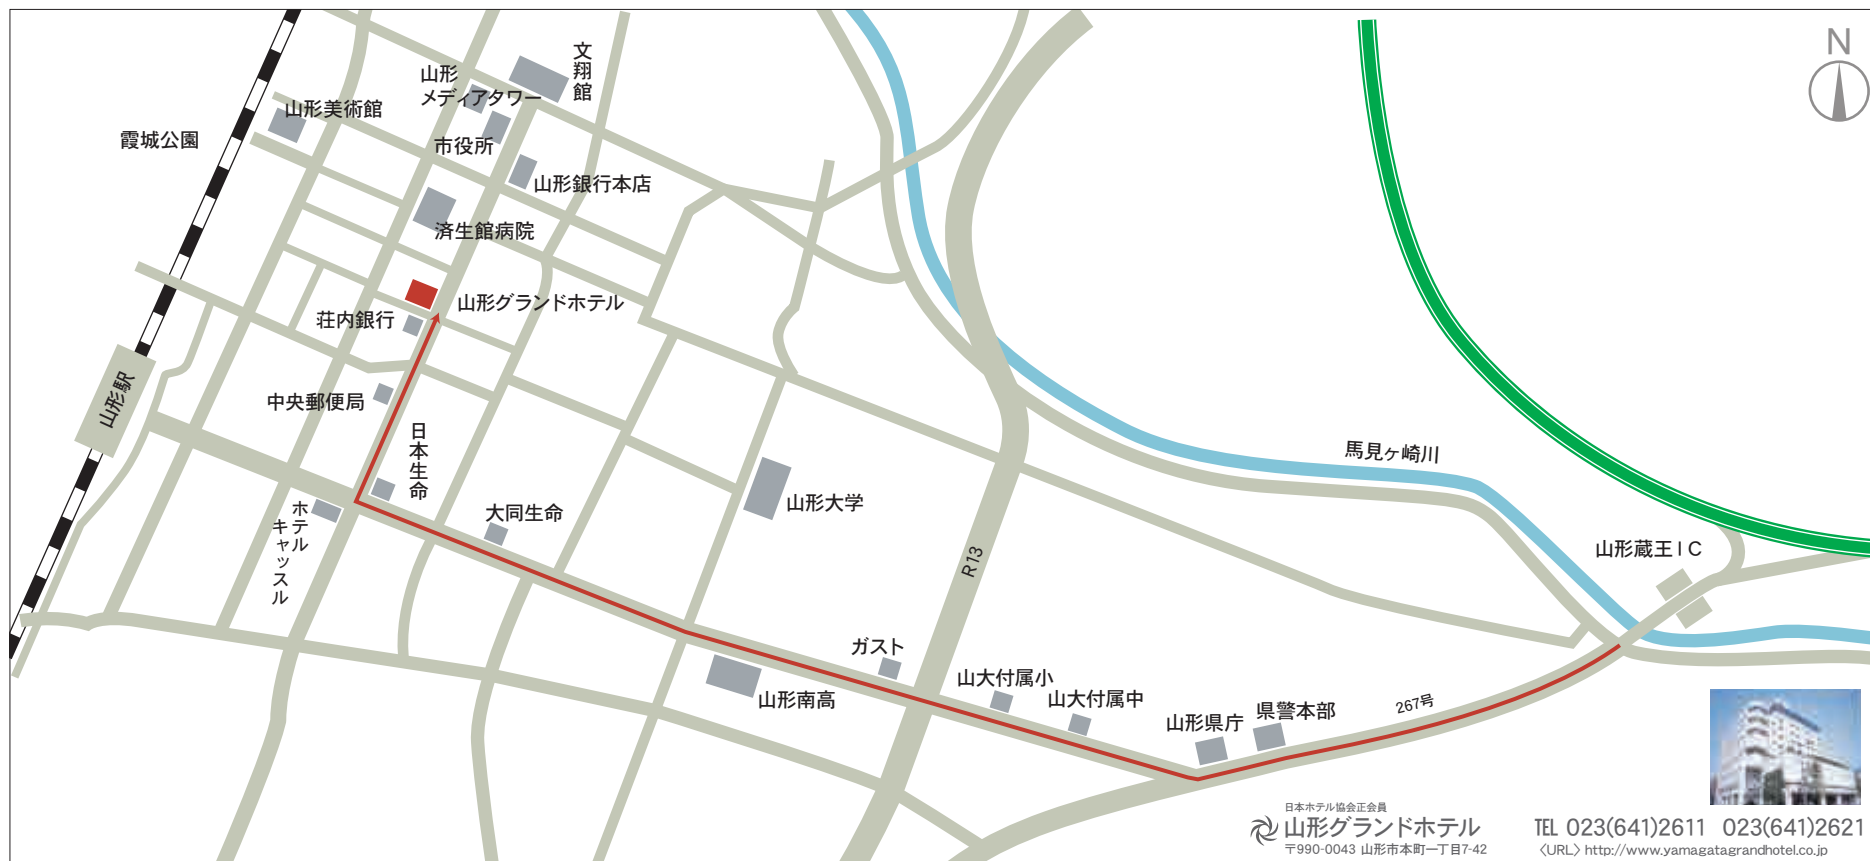 N
文翔館
山形
メディアタワー
山形美術館
霞城公園
市役所
山形銀行本店
済生館病院
山形グランドホテル
荘内銀行
山形駅
中央郵便局
日本生命
ホテル
キャッスル
大同生命
山形大学
馬見ヶ崎川
山形蔵王IC
R13
ガスト
山大付属小
山大付属中
山形南高
山形県庁
県警本部
267号
日本ホテル協会正会員
山形グランドホテル
〒990-0043 山形市本町一丁目7-42
TEL 023(641)2611 023(641)2621
〈URL〉http://www.yamagatagrandhotel.co.jp